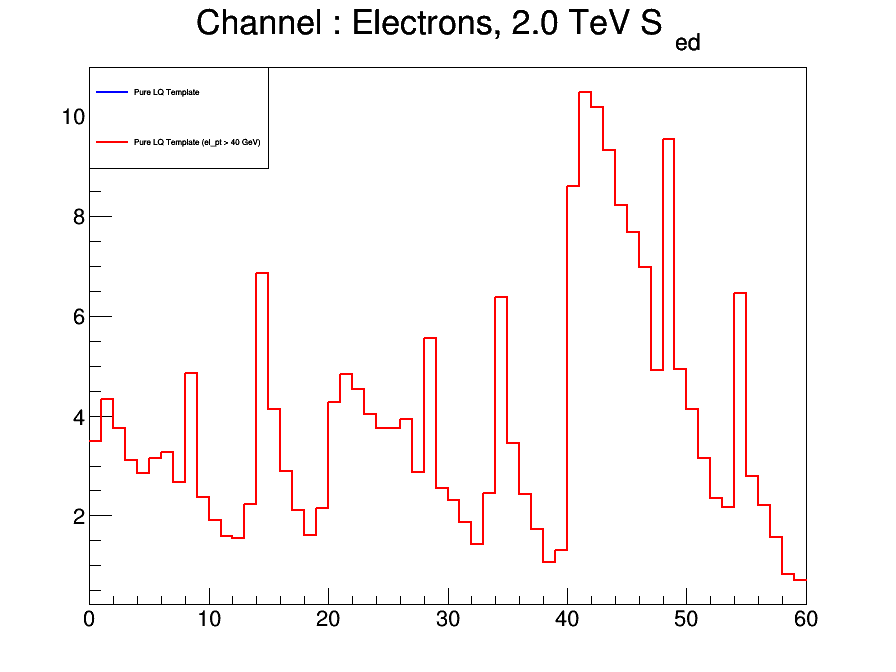 Channel : Electrons, 2.0 TeV S ed
Pure LQ Template
Pure LQ Template (el_pt > 40 GeV)
10
8
6
4
2
0 10 20 30 40 50 60